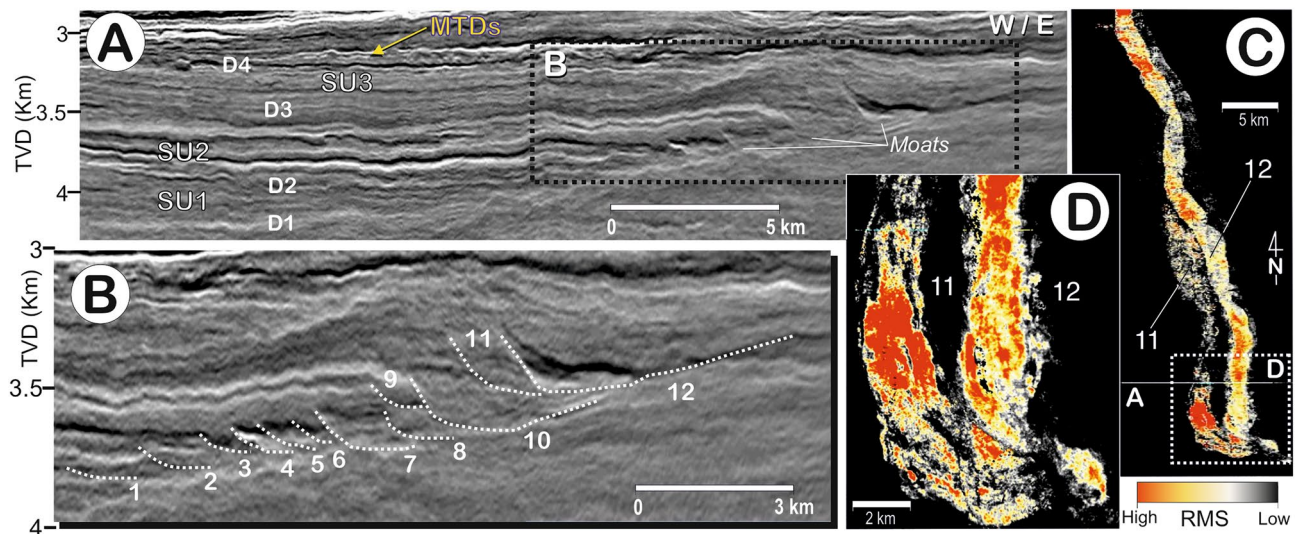 A
MTDs
W / E
3
D4
SU3
B
TVD (Km)
3.5
D3
SU2
Moats
D2
4
SU1
D1
0 5 km
B
3
TVD (Km)
3.5
4
11
9
12
10
8
7
6
5
4
3
2
1
0 3 km
C
5 km
12
N
11
D
A
D
11
12
2 km
High RMS Low